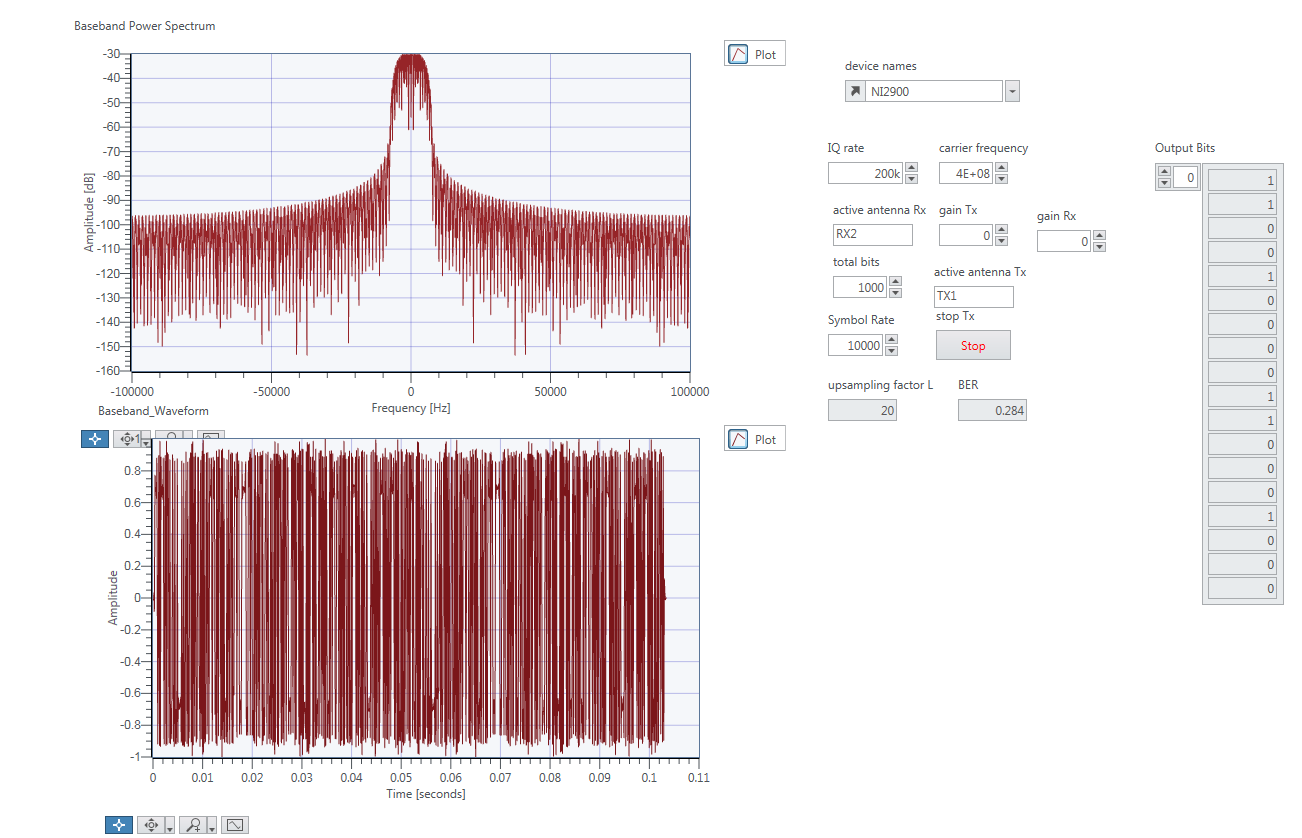 Baseband Power Spectrum
-30
-40
-50
-60
-70
-80
-90
-100
-110
-120
-130
-140
-150
-160
Amplitude [dB]
-100000 -50000 0 50000 100000
Frequency [Hz]
Plot
device names
NI2900
IQ rate carrier frequency
200k 4E+08
active antenna Rx gain Tx gain Rx
RX2 0 0
total bits active antenna Tx
1000 TX1
Symbol Rate stop Tx
10000 Stop
upsampling factor L BER
20 0.284
Output Bits
0
1
1
0
0
1
0
0
0
0
1
1
0
0
0
1
0
0
0
Baseband_Waveform
Plot
1
0.8
0.6
0.4
0.2
0
-0.2
-0.4
-0.6
-0.8
-1
Amplitude
0 0.01 0.02 0.03 0.04 0.05 0.06 0.07 0.08 0.09 0.1 0.11
Time [seconds]